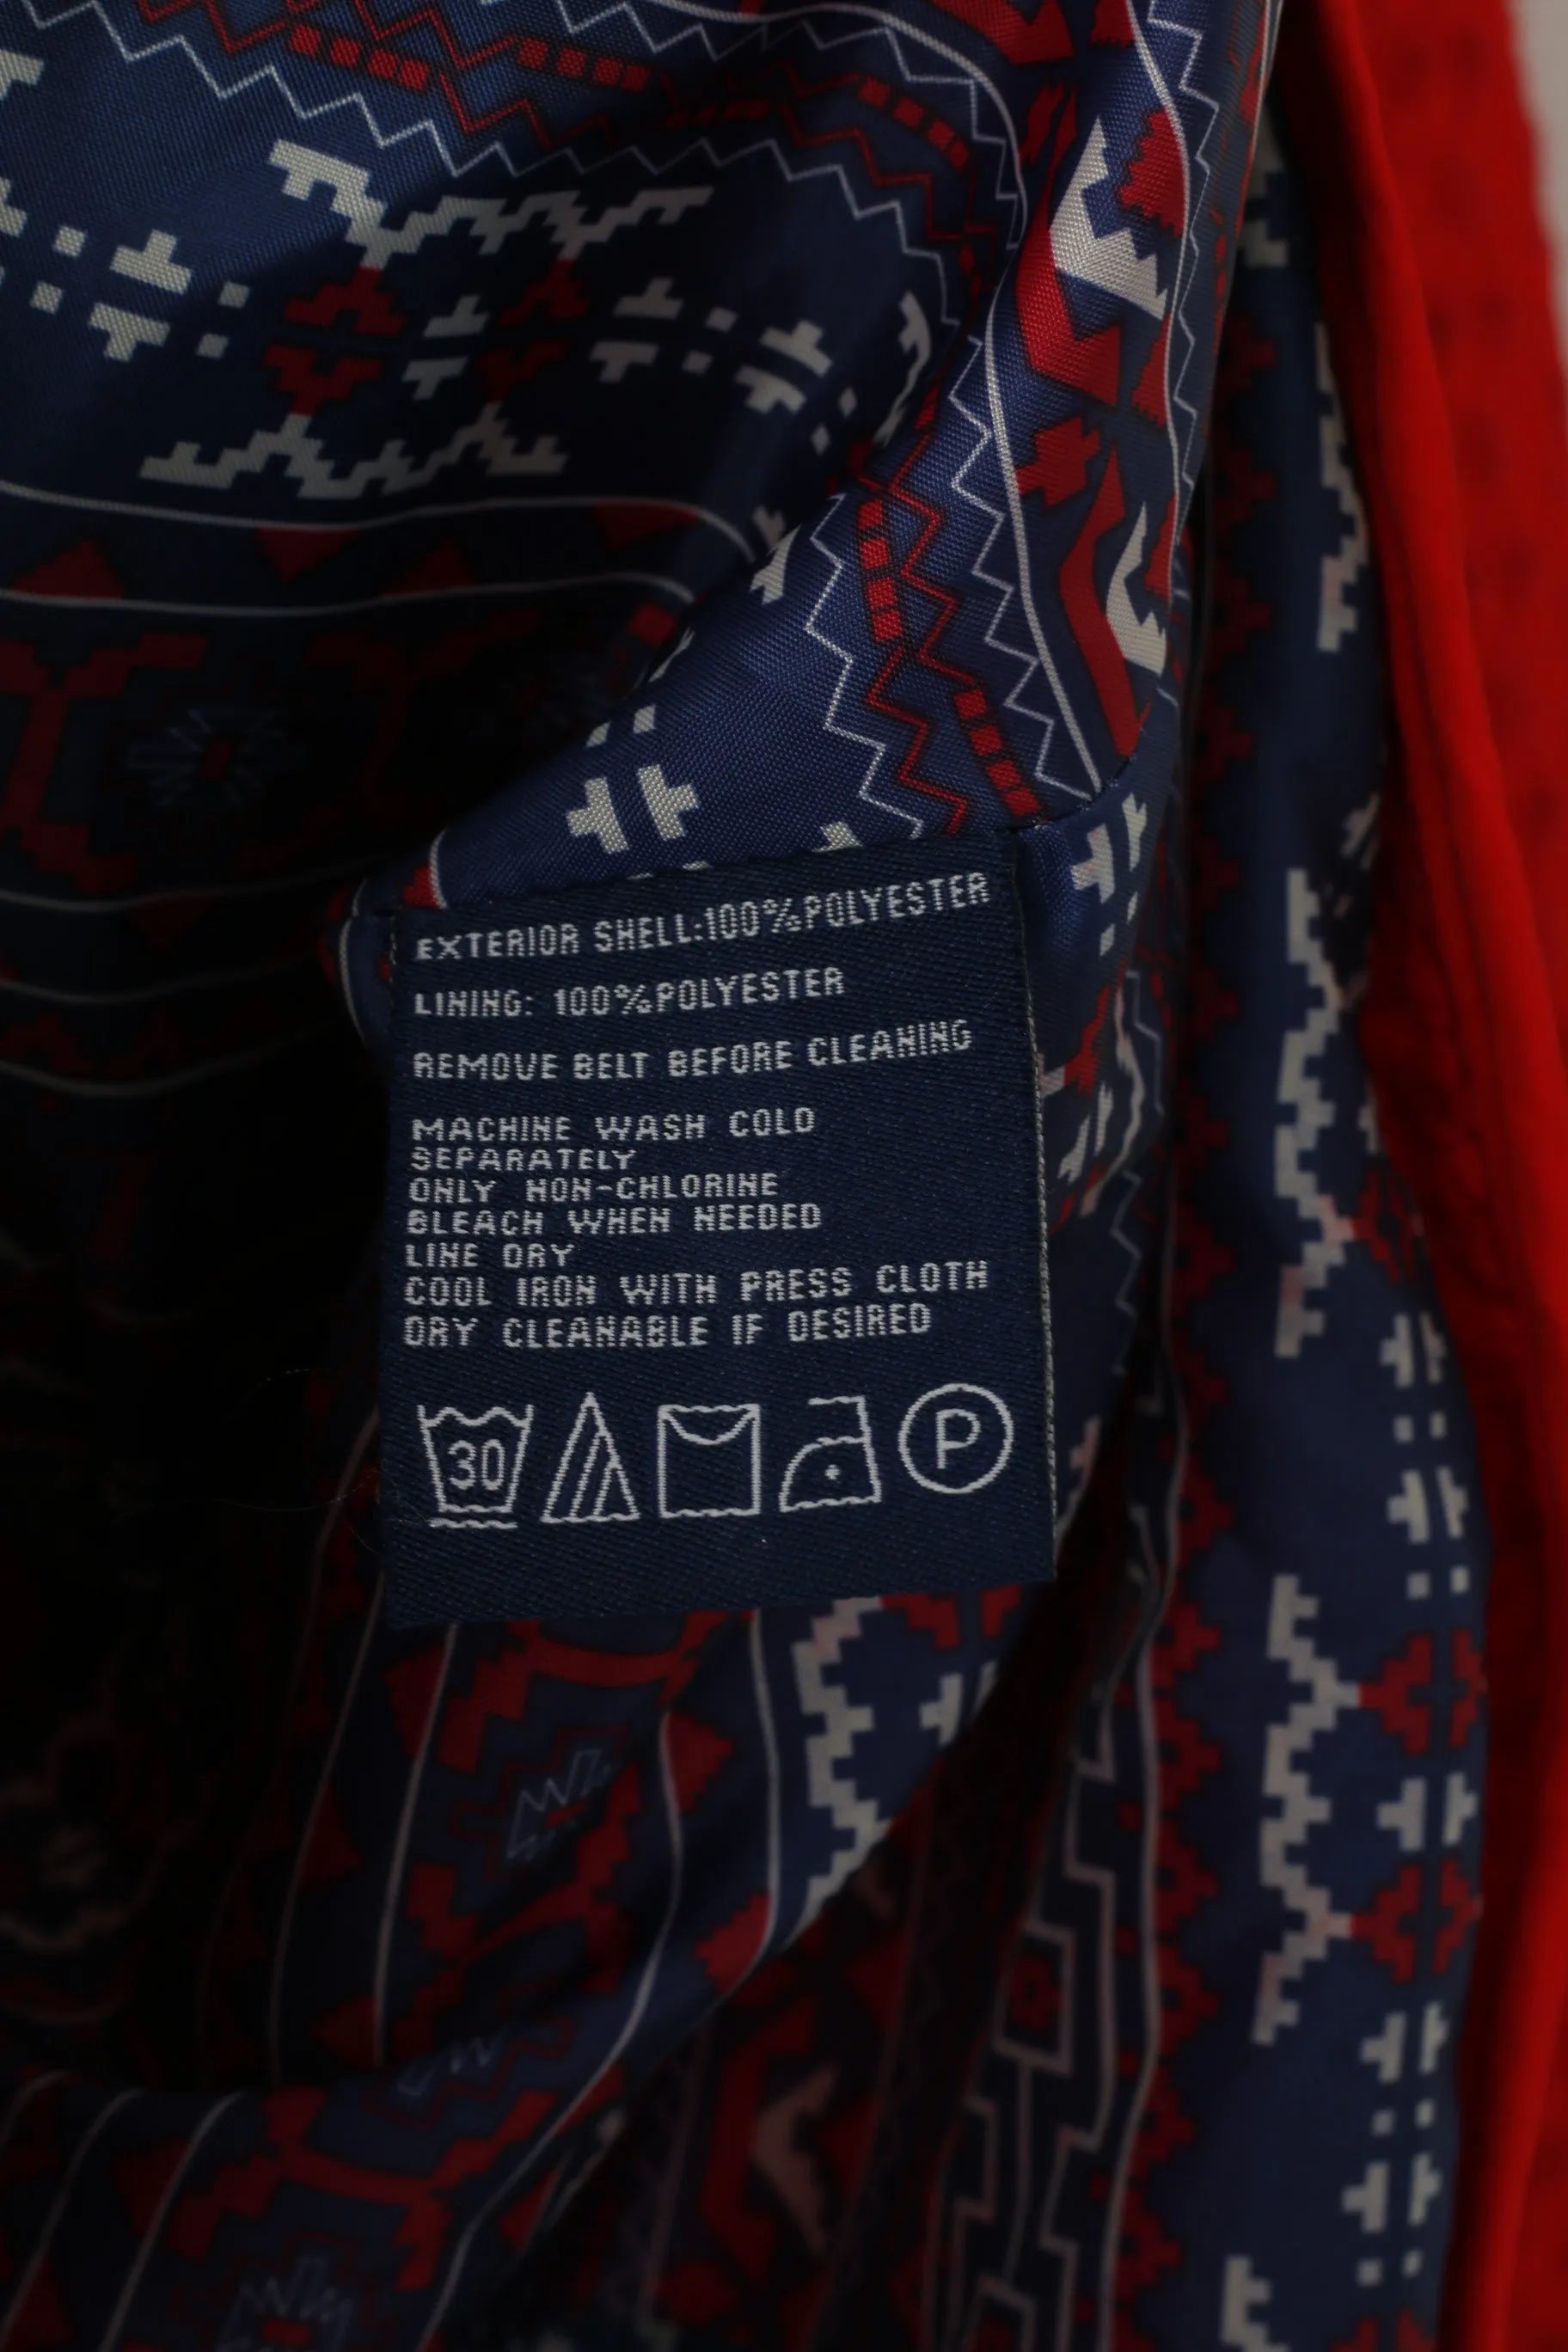 EXTERIOR SHELL:100%POLYESTER
LINING: 100%POLYESTER
REMOVE BELT BEFORE CLEANING
MACHINE WASH COLD
SEPARATELY
ONLY NON-CHLORINE
BLEACH WHEN NEEDED
LINE DRY
COOL IRON WITH PRESS CLOTH
DRY CLEANABLE IF DESIRED
30 P